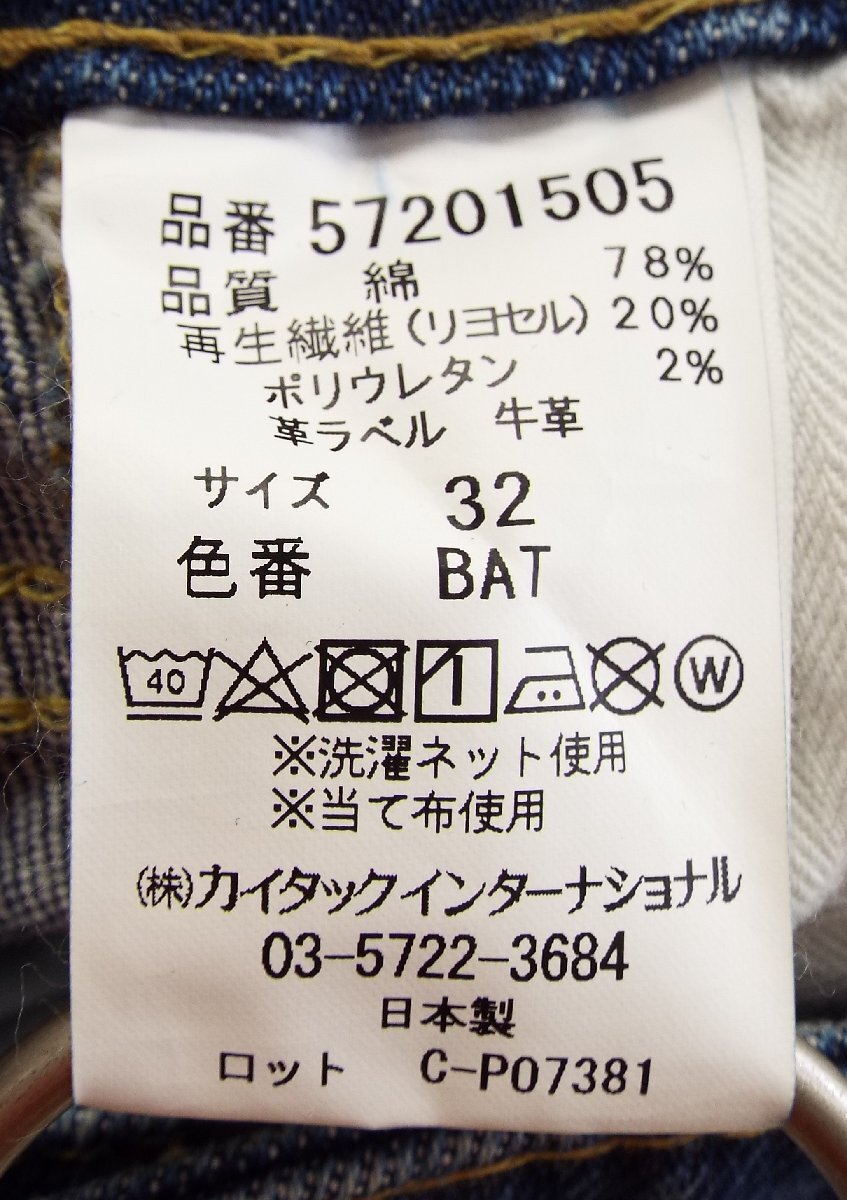 品番 57201505
品質 綿 78%
再生繊維(リヨセル) 20%
ポリウレタン 2%
革ラベル 牛革
サイズ 32
色番 BAT
40 W
※洗濯ネット使用
※当て布使用
(株)カイタックインターナショナル
03-5722-3684
日本製
ロット C-P07381